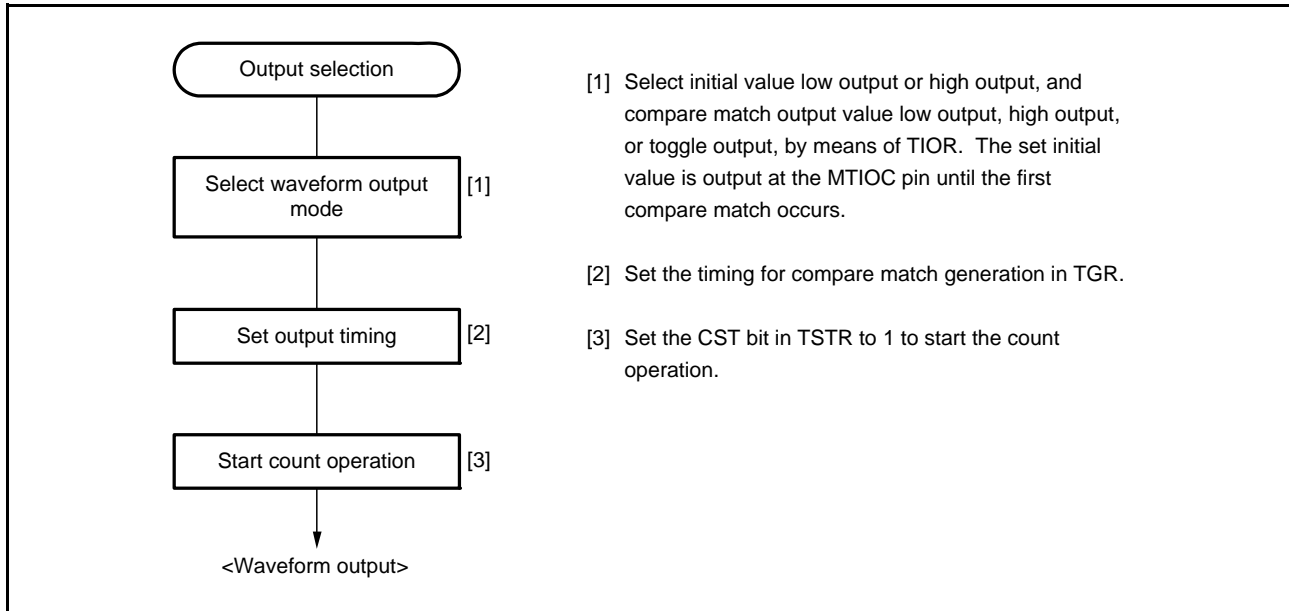 Output selection
Select waveform output
mode
[1]
Set output timing
[2]
Start count operation
[3]
<Waveform output>
[1] Select initial value low output or high output, and
compare match output value low output, high output,
or toggle output, by means of TIOR. The set initial
value is output at the MTIOC pin until the first
compare match occurs.
[2] Set the timing for compare match generation in TGR.
[3] Set the CST bit in TSTR to 1 to start the count
operation.